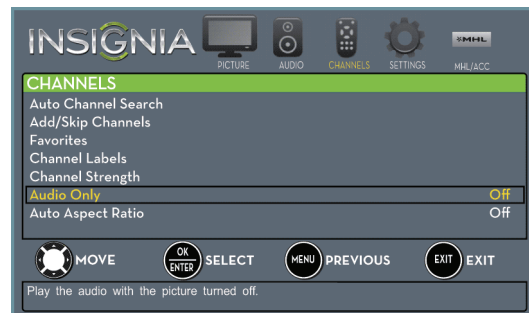 INSIGNIA
PICTURE AUDIO CHANNELS SETTINGS MHL MHL/ACC
CHANNELS
Auto Channel Search
Add/Skip Channels
Favorites
Channel Labels
Channel Strength
Audio Only Off
Auto Aspect Ratio Off
MOVE OK ENTER SELECT MENU PREVIOUS EXIT EXIT
Play the audio with the picture turned off.